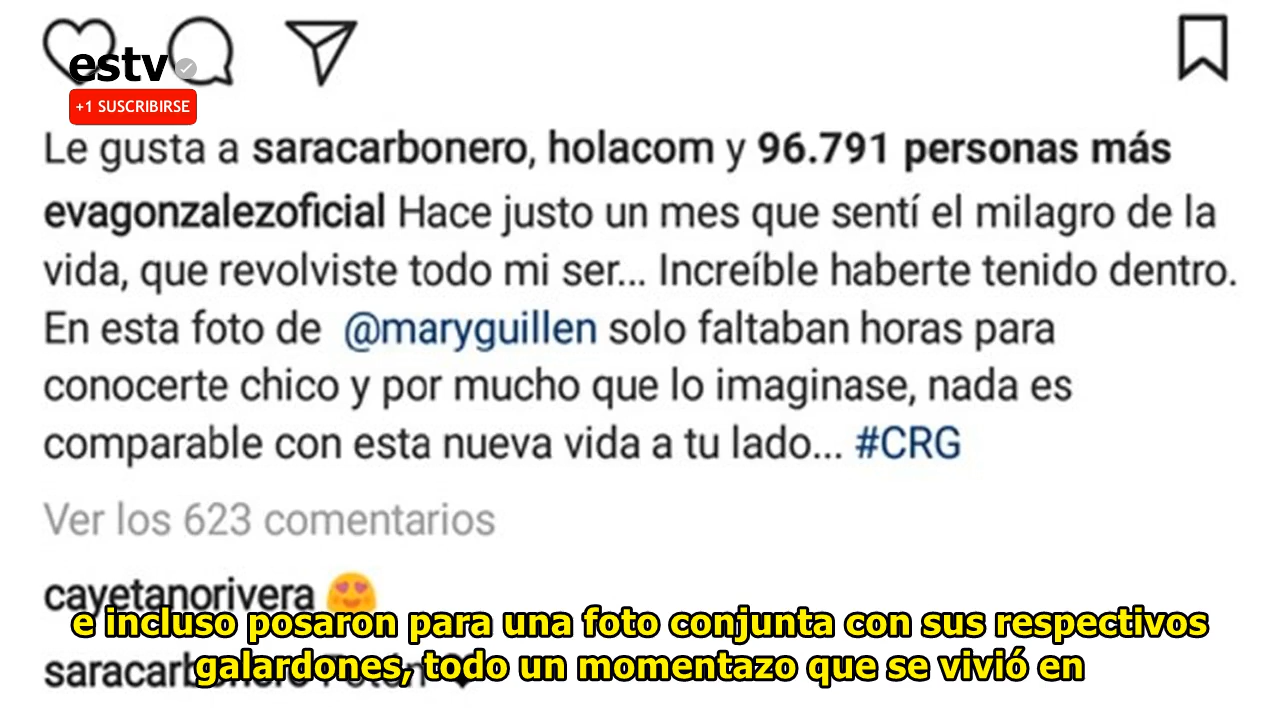 estv
+1 SUSCRIBIRSE
Le gusta a saracarbonero, holacom y 96.791 personas más
evagonzalezoficial Hace justo un mes que sentí el milagro de la
vida, que revolviste todo mi ser... Increíble haberte tenido dentro.
En esta foto de @maryguillen solo faltaban horas para
conocerte chico y por mucho que lo imaginase, nada es
comparable con esta nueva vida a tu lado... #CRG
Ver los 623 comentarios
cayetanorivera 😍
e incluso posaron para una foto conjunta con sus respectivos
saracarbonero
galardones, todo un momentazo que se vivió en